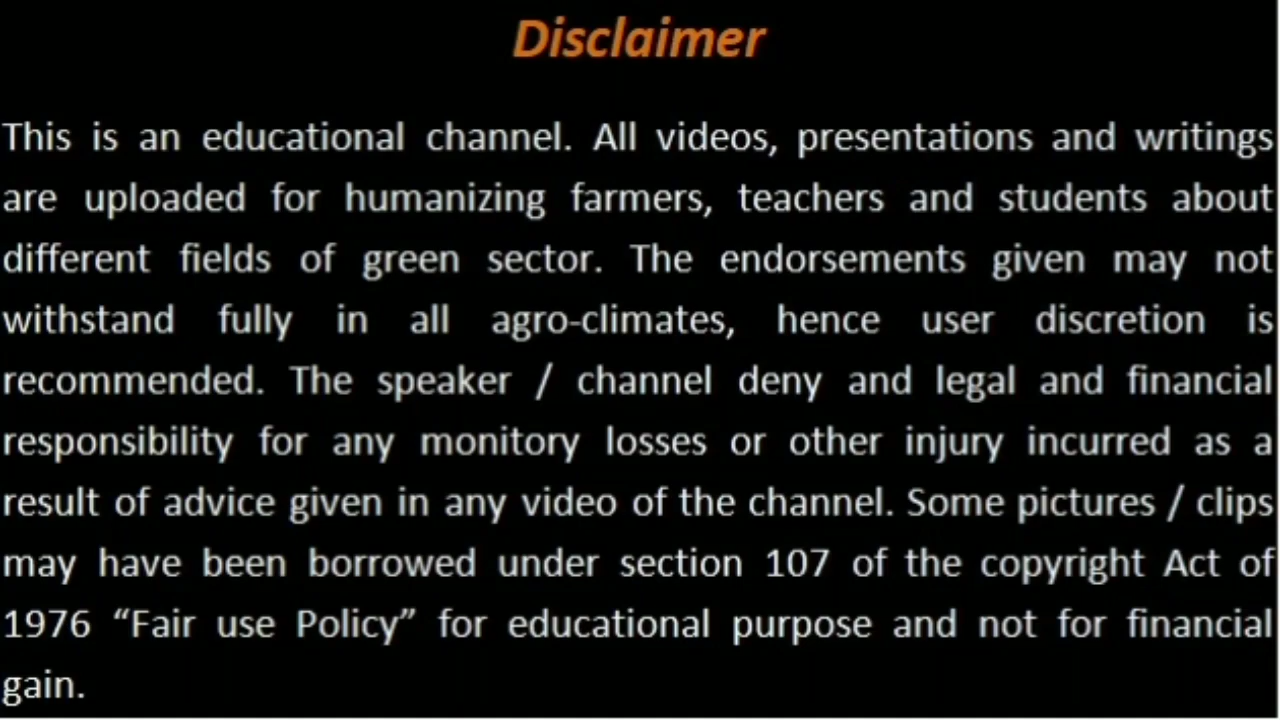 Disclaimer
This is an educational channel. All videos, presentations and writings
are uploaded for humanizing farmers, teachers and students about
different fields of green sector. The endorsements given may not
withstand fully in all agro-climates, hence user discretion is
recommended. The speaker / channel deny and legal and financial
responsibility for any monitory losses or other injury incurred as a
result of advice given in any video of the channel. Some pictures / clips
may have been borrowed under section 107 of the copyright Act of
1976 “Fair use Policy” for educational purpose and not for financial
gain.